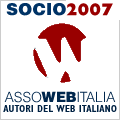 SOCIO2007
ASSOWEBITALIA
AUTORI DEL WEB ITALIANO